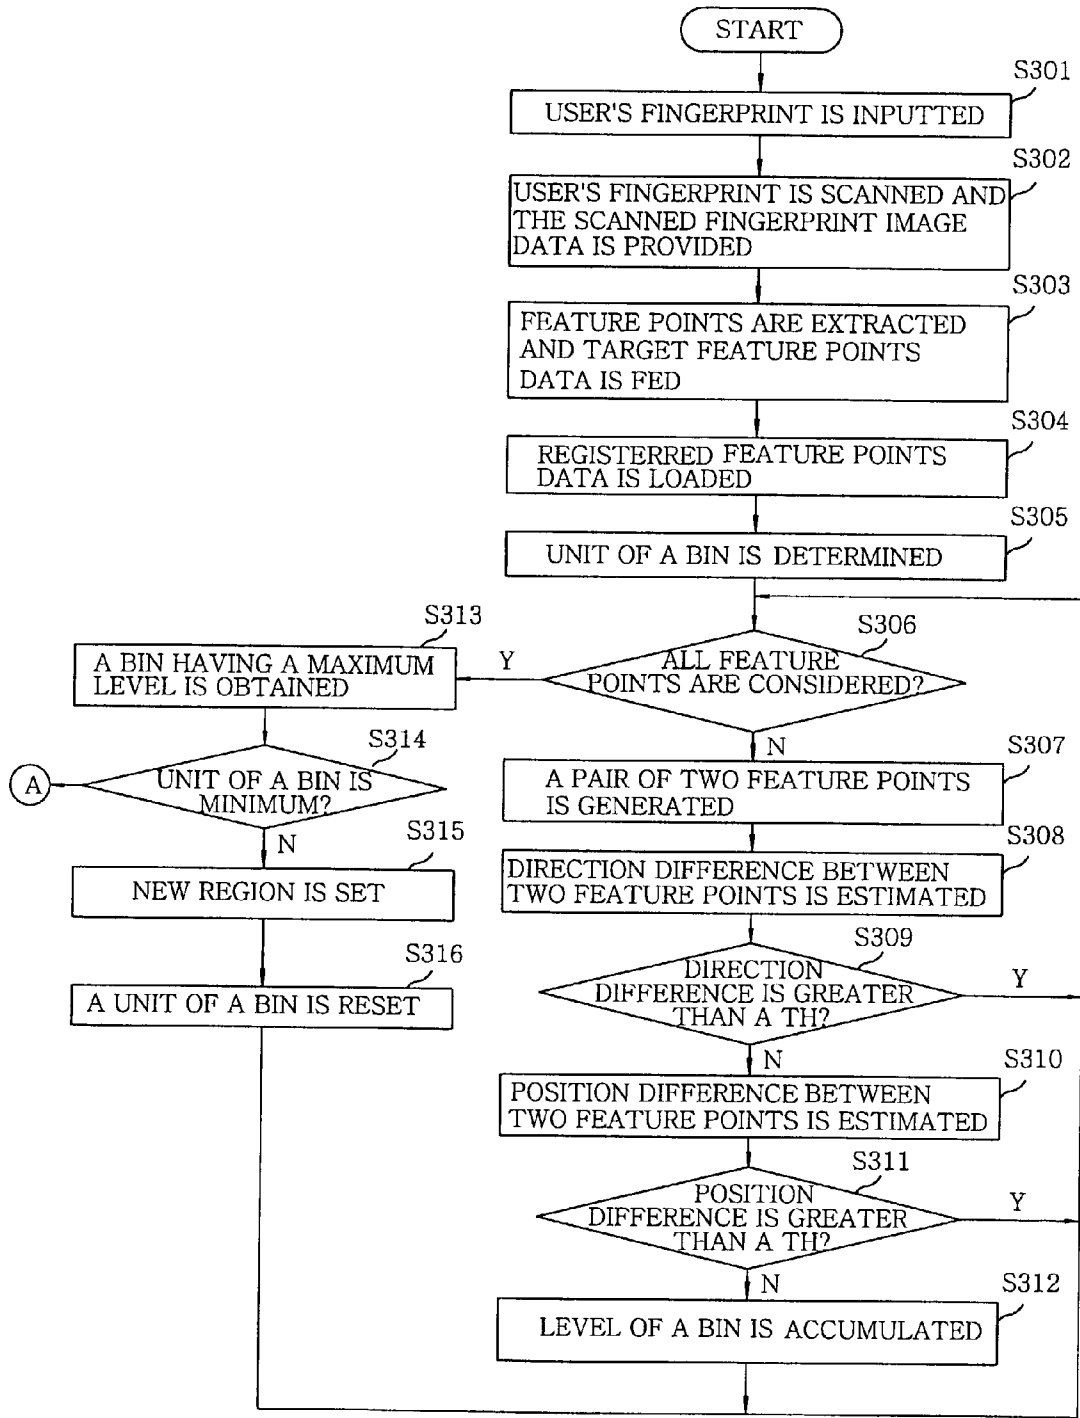 START
S301
USER'S FINGERPRINT IS INPUTTED
S302
USER'S FINGERPRINT IS SCANNED AND
THE SCANNED FINGERPRINT IMAGE
DATA IS PROVIDED
S303
FEATURE POINTS ARE EXTRACTED
AND TARGET FEATURE POINTS
DATA IS FED
S304
REGISTERRED FEATURE POINTS
DATA IS LOADED
S305
UNIT OF A BIN IS DETERMINED
S306
ALL FEATURE
POINTS ARE CONSIDERED?
Y
N
S313
A BIN HAVING A MAXIMUM
LEVEL IS OBTAINED
S314
UNIT OF A BIN IS
MINIMUM?
A
N
S315
NEW REGION IS SET
S316
A UNIT OF A BIN IS RESET
S307
A PAIR OF TWO FEATURE POINTS
IS GENERATED
S308
DIRECTION DIFFERENCE BETWEEN
TWO FEATURE POINTS IS ESTIMATED
S309
DIRECTION
DIFFERENCE IS GREATER
THAN A TH?
Y
N
S310
POSITION DIFFERENCE BETWEEN
TWO FEATURE POINTS IS ESTIMATED
S311
POSITION
DIFFERENCE IS GREATER
THAN A TH?
Y
N
S312
LEVEL OF A BIN IS ACCUMULATED